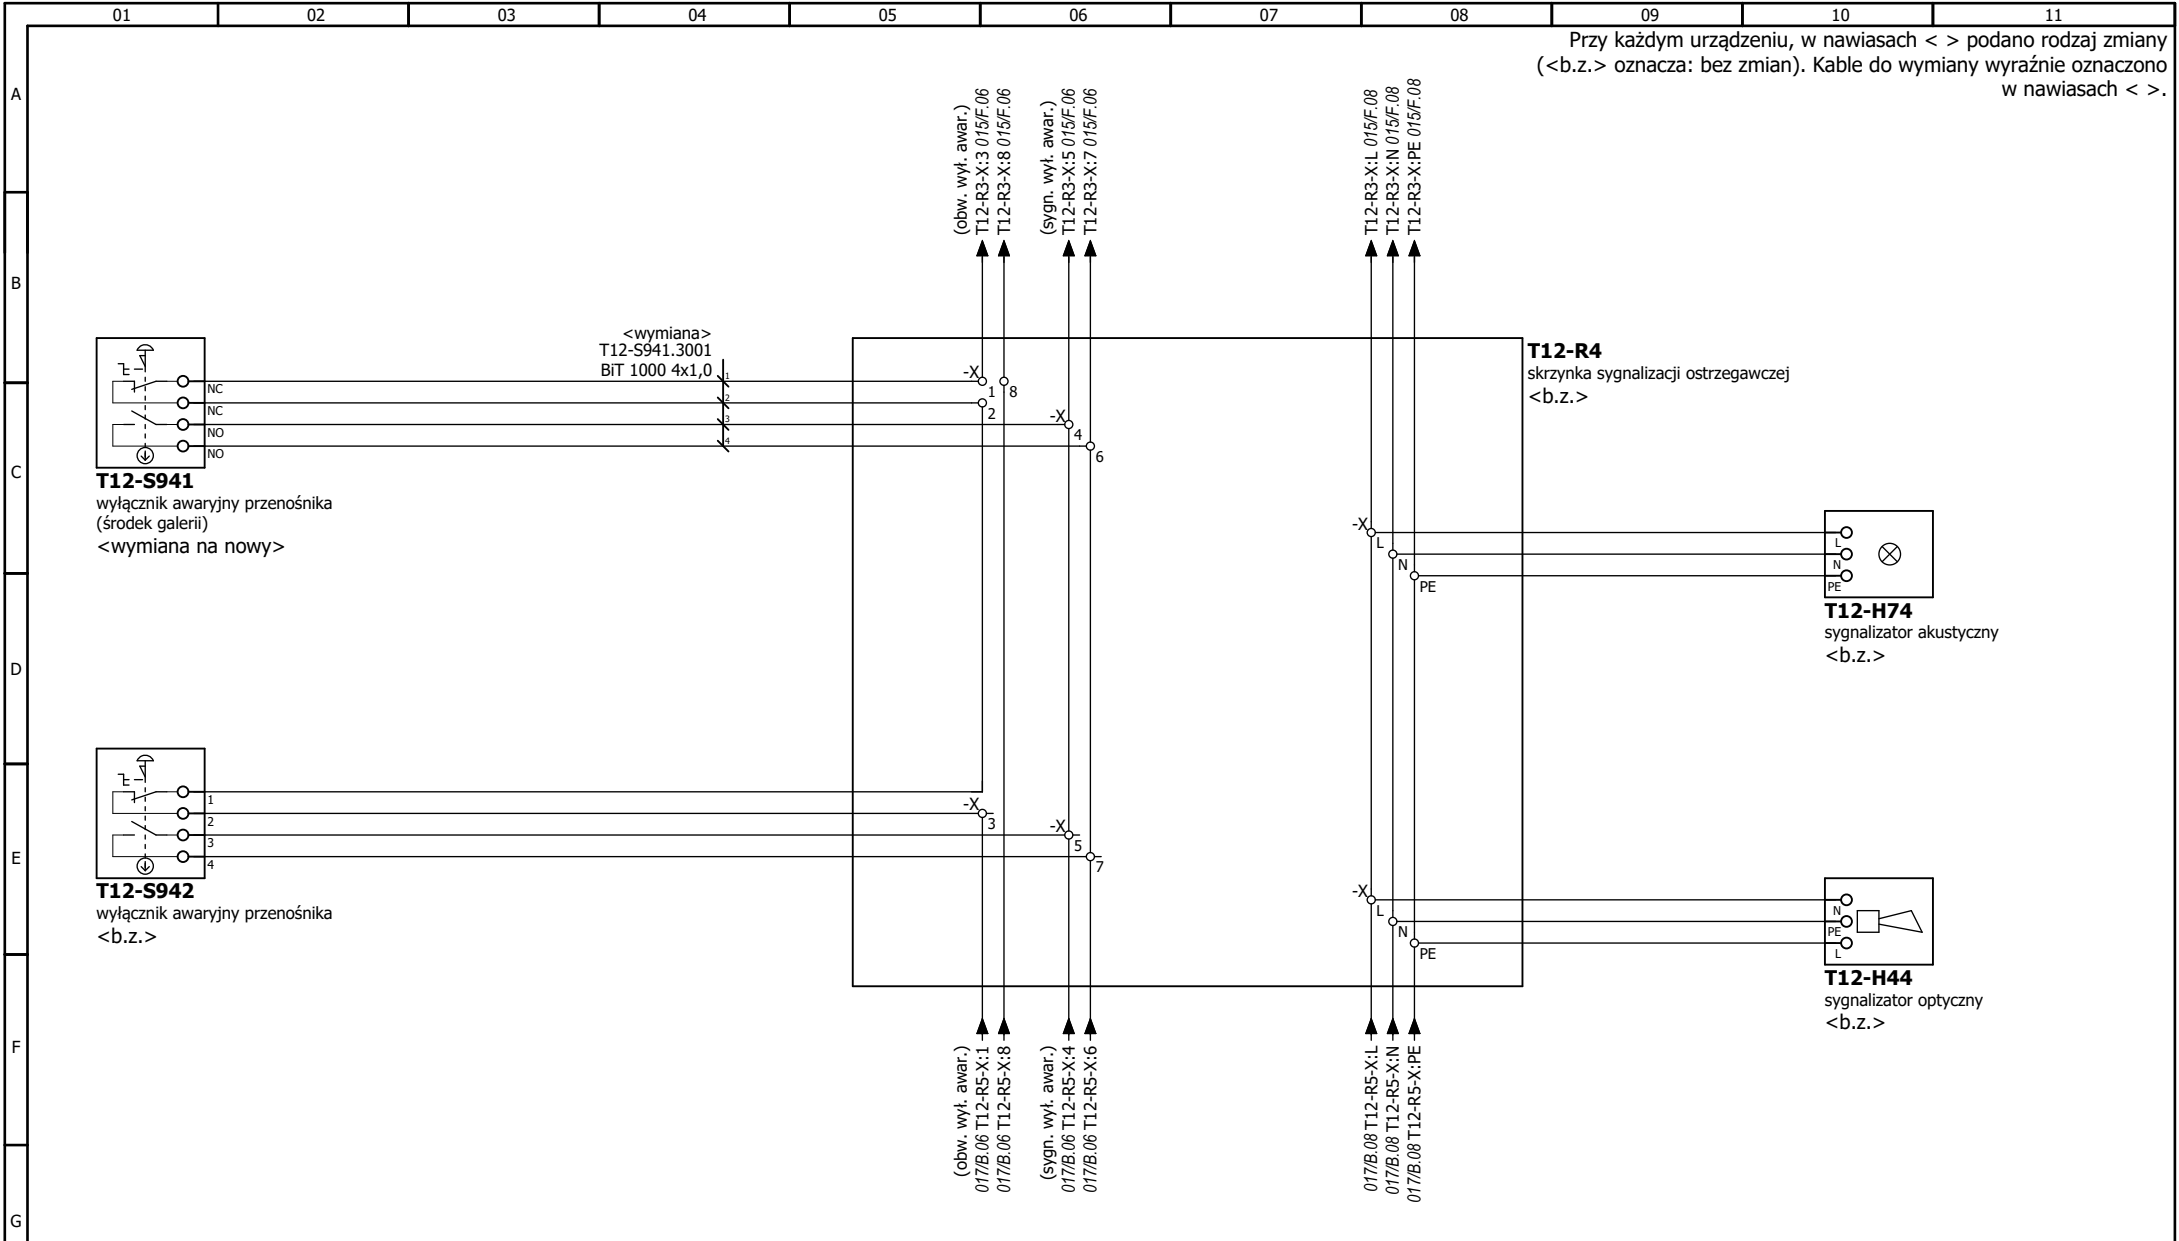 01 02 03 04 05 06 07 08 09 10 11
Przy każdym urządzeniu, w nawiasach < > podano rodzaj zmiany
(<b.z.> oznacza: bez zmian). Kable do wymiany wyraźnie oznaczono
w nawiasach < >.
A
B
C
D
E
F
G
(obw. wył. awar.)
T12-R3-X:3 015/F.06
T12-R3-X:8 015/F.06
(sygn. wył. awar.)
T12-R3-X:5 015/F.06
T12-R3-X:7 015/F.06
T12-R3-X:L 015/F.08
T12-R3-X:N 015/F.08
T12-R3-X:PE 015/F.08
NC
NC
NO
NO
T12-S941
wyłącznik awaryjny przenośnika
(środek galerii)
<wymiana na nowy>
<wymiana>
T12-S941.3001
BiT 1000 4x1,0
1
2
3
4
-X
1
8
2
-X
4
6
T12-R4
skrzynka sygnalizacji ostrzegawczej
<b.z.>
-X
L
N
PE
L
N
PE
T12-H74
sygnalizator akustyczny
<b.z.>
1
2
3
4
T12-S942
wyłącznik awaryjny przenośnika
<b.z.>
-X
3
-X
5
7
-X
L
N
PE
N
PE
L
T12-H44
sygnalizator optyczny
<b.z.>
(obw. wył. awar.)
017/B.06 T12-R5-X:1
017/B.06 T12-R5-X:8
(sygn. wył. awar.)
017/B.06 T12-R5-X:4
017/B.06 T12-R5-X:6
017/B.08 T12-R5-X:L
017/B.08 T12-R5-X:N
017/B.08 T12-R5-X:PE